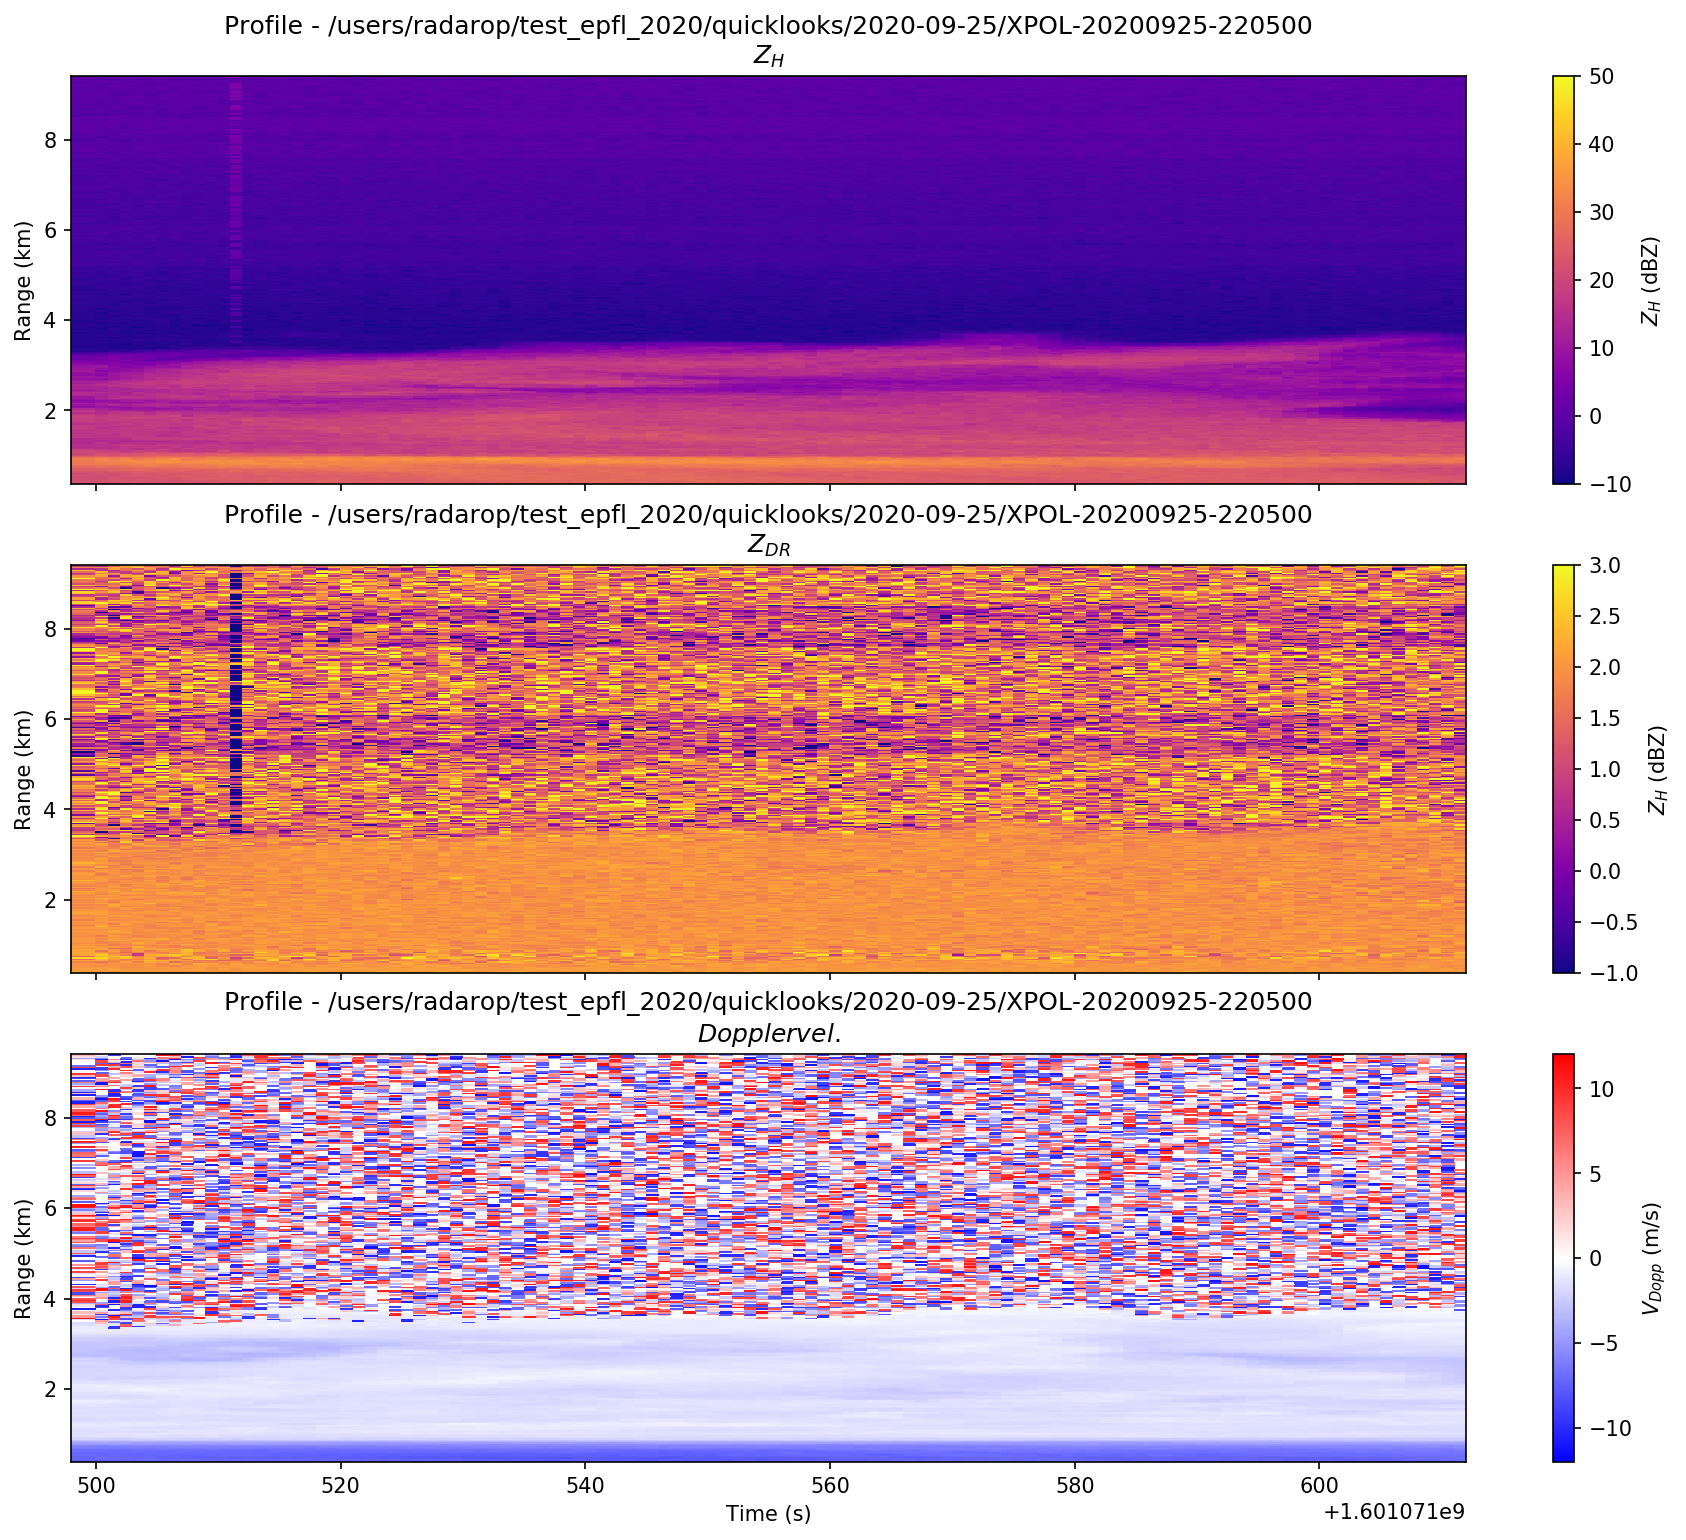 Profile - /users/radarop/test_epfl_2020/quicklooks/2020-09-25/XPOL-20200925-220500
Z_H
Range (km)
8
6
4
2
50
40
30
20
10
0
−10
Z_H (dBZ)
Profile - /users/radarop/test_epfl_2020/quicklooks/2020-09-25/XPOL-20200925-220500
Z_DR
Range (km)
8
6
4
2
3.0
2.5
2.0
1.5
1.0
0.5
0.0
−0.5
−1.0
Z_H (dBZ)
Profile - /users/radarop/test_epfl_2020/quicklooks/2020-09-25/XPOL-20200925-220500
Dopplervel.
Range (km)
8
6
4
2
10
5
0
−5
−10
V_Dopp (m/s)
500 520 540 560 580 600
Time (s)
+1.601071e9